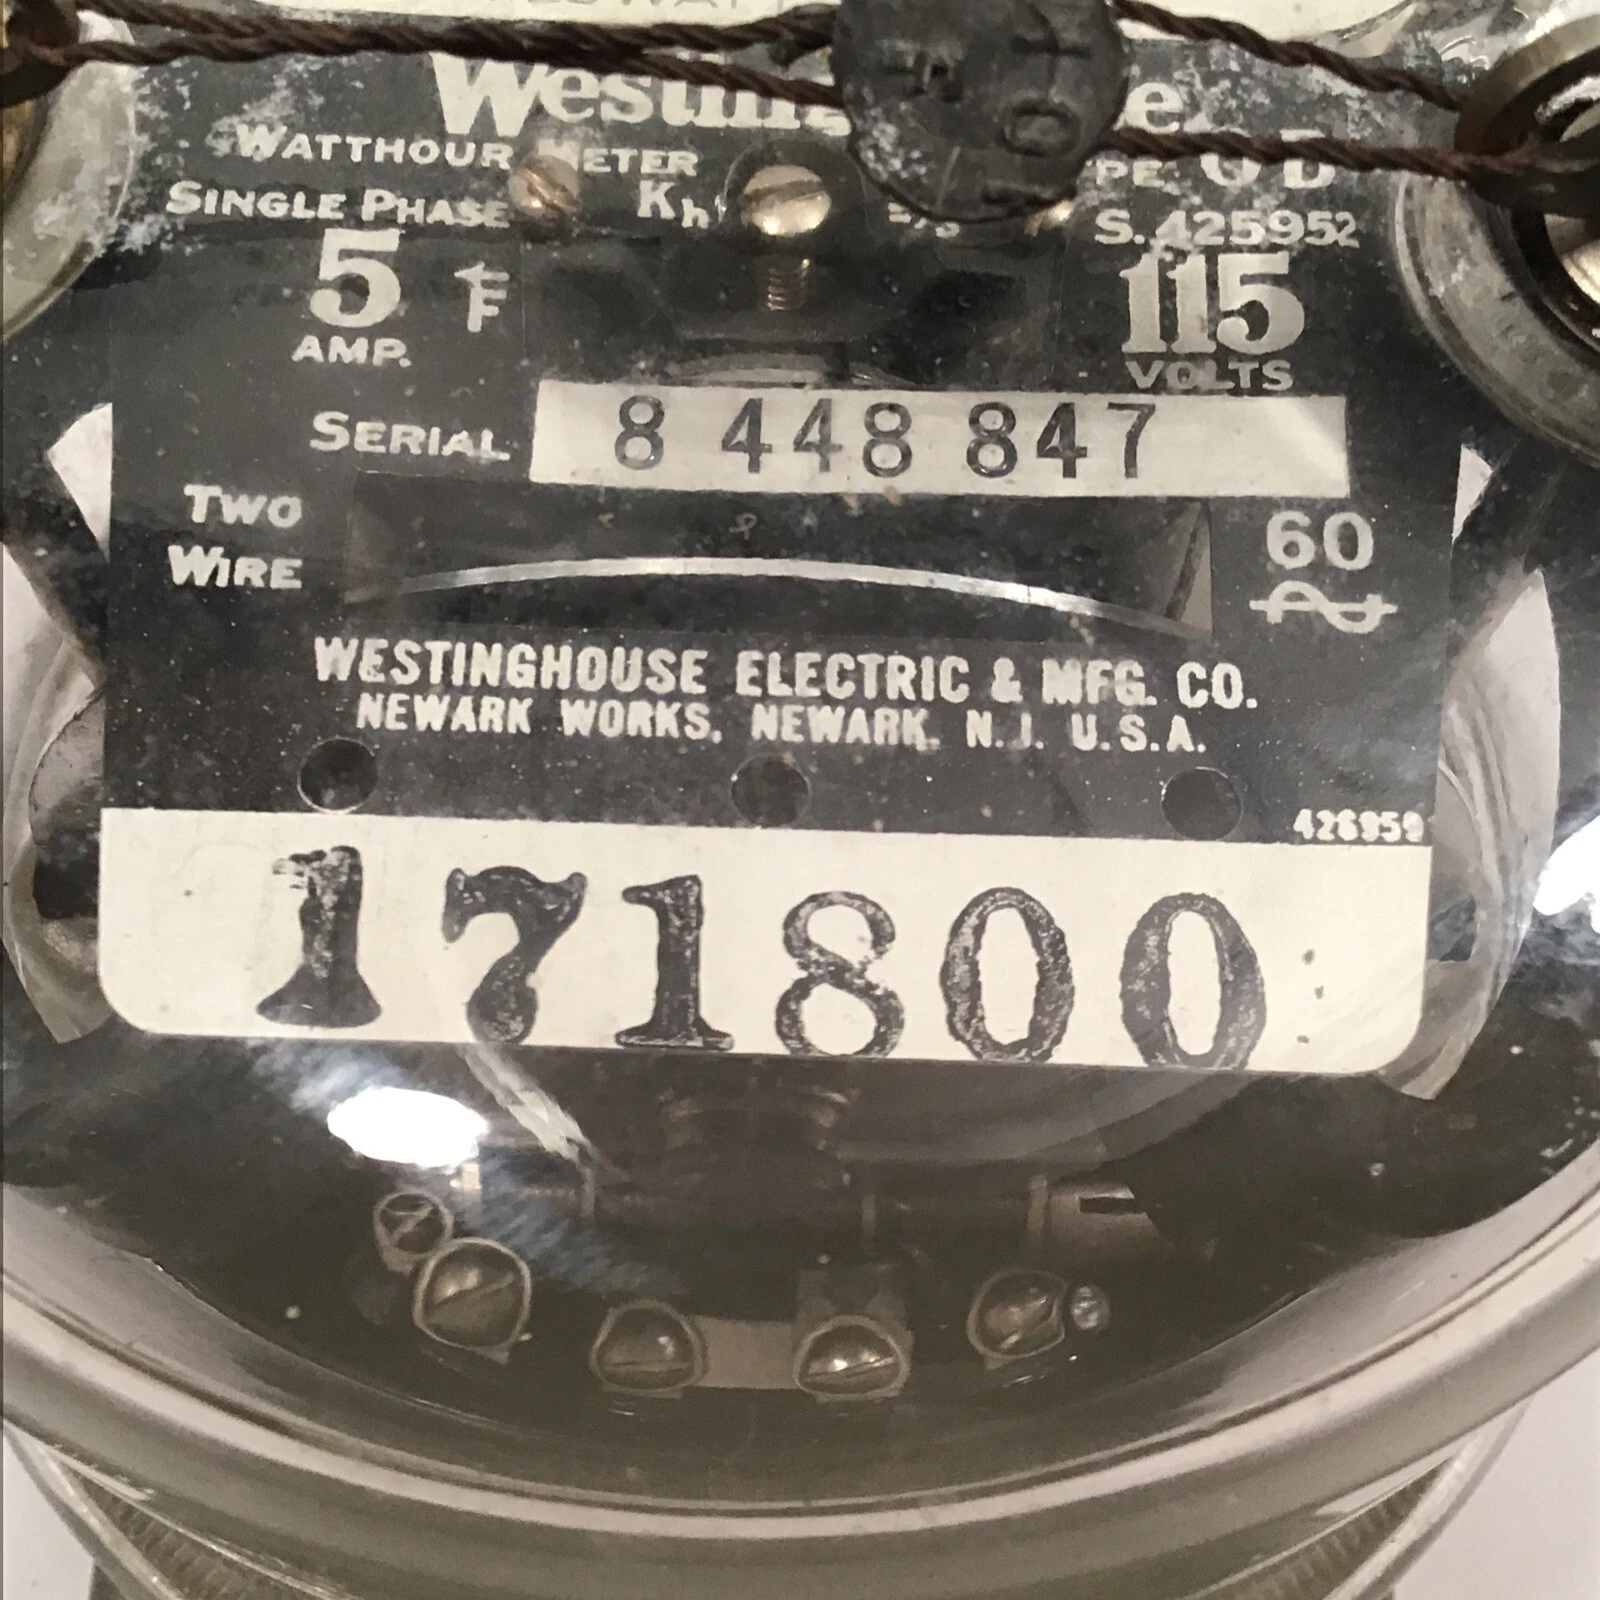 WATTHOUR METER
SINGLE PHASE Kh
S. 425952
5 AMP.
115 VOLTS
SERIAL 8 448 847
TWO WIRE
60
WESTINGHOUSE ELECTRIC & MFG. CO.
NEWARK WORKS, NEWARK, N.J. U.S.A.
426959
171800